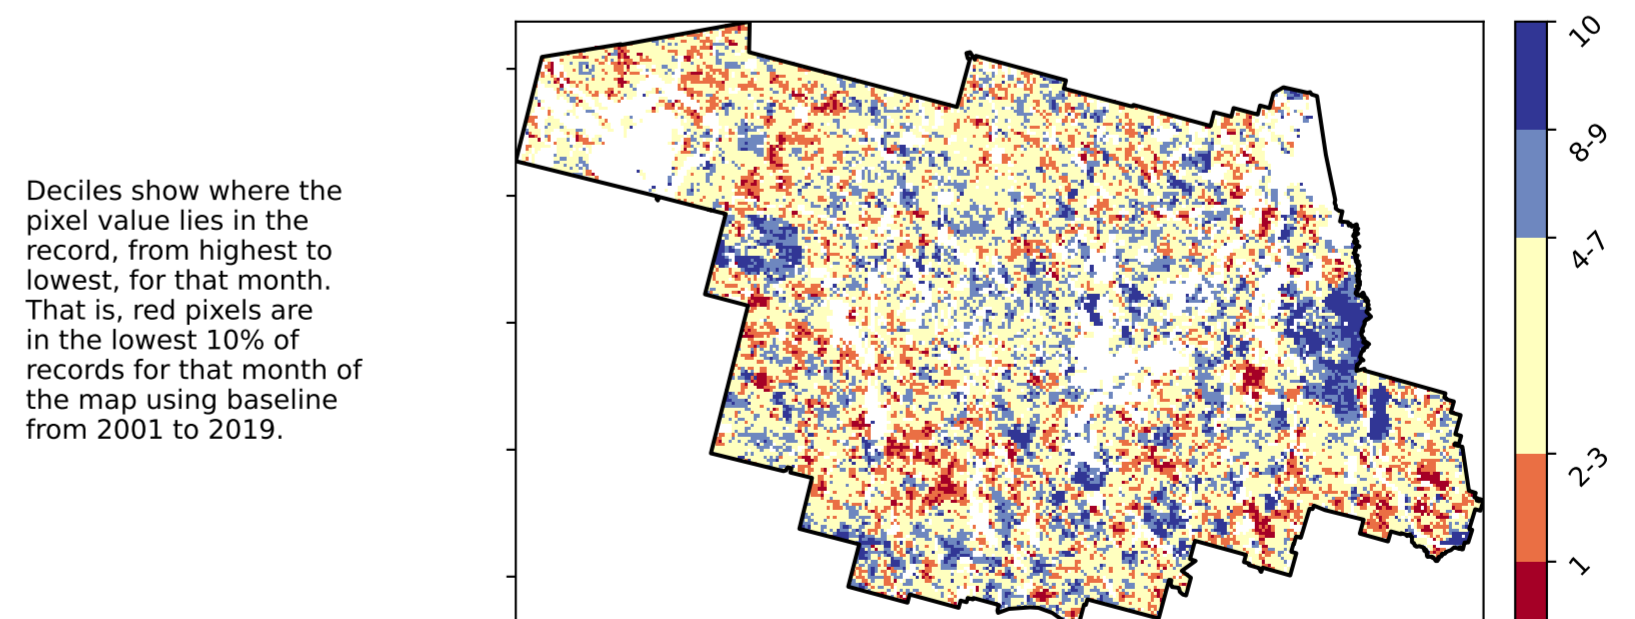 Deciles show where the
pixel value lies in the
record, from highest to
lowest, for that month.
That is, red pixels are
in the lowest 10% of
records for that month of
the map using baseline
from 2001 to 2019.
10
8-9
4-7
2-3
1